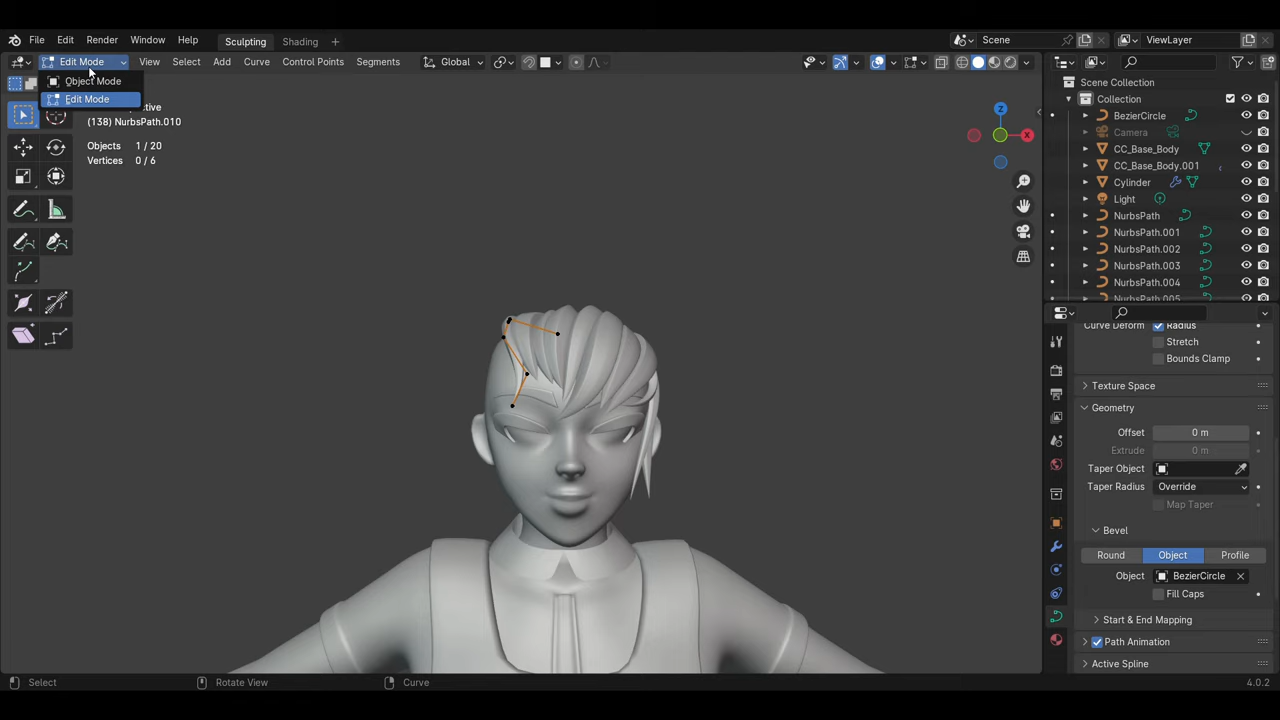 File Edit Render Window Help Sculpting Shading Scene ViewLayer
Edit Mode View Select Add Curve Control Points Segments Global
Object Mode
Edit Mode
(138) NurbsPath.010
Objects 1 / 20
Vertices 0 / 6
Z
X
Scene Collection
Collection
BezierCircle
Camera
CC_Base_Body
CC_Base_Body.001
Cylinder
Light
NurbsPath
NurbsPath.001
NurbsPath.002
NurbsPath.003
NurbsPath.004
NurbsPath.005
Curve Deform Radius
Stretch
Bounds Clamp
Texture Space
Geometry
Offset 0 m
Extrude 0 m
Taper Object
Taper Radius Override
Map Taper
Bevel
Round Object Profile
Object BezierCircle
Fill Caps
Start & End Mapping
Path Animation
Active Spline
Select Rotate View Curve 4.0.2